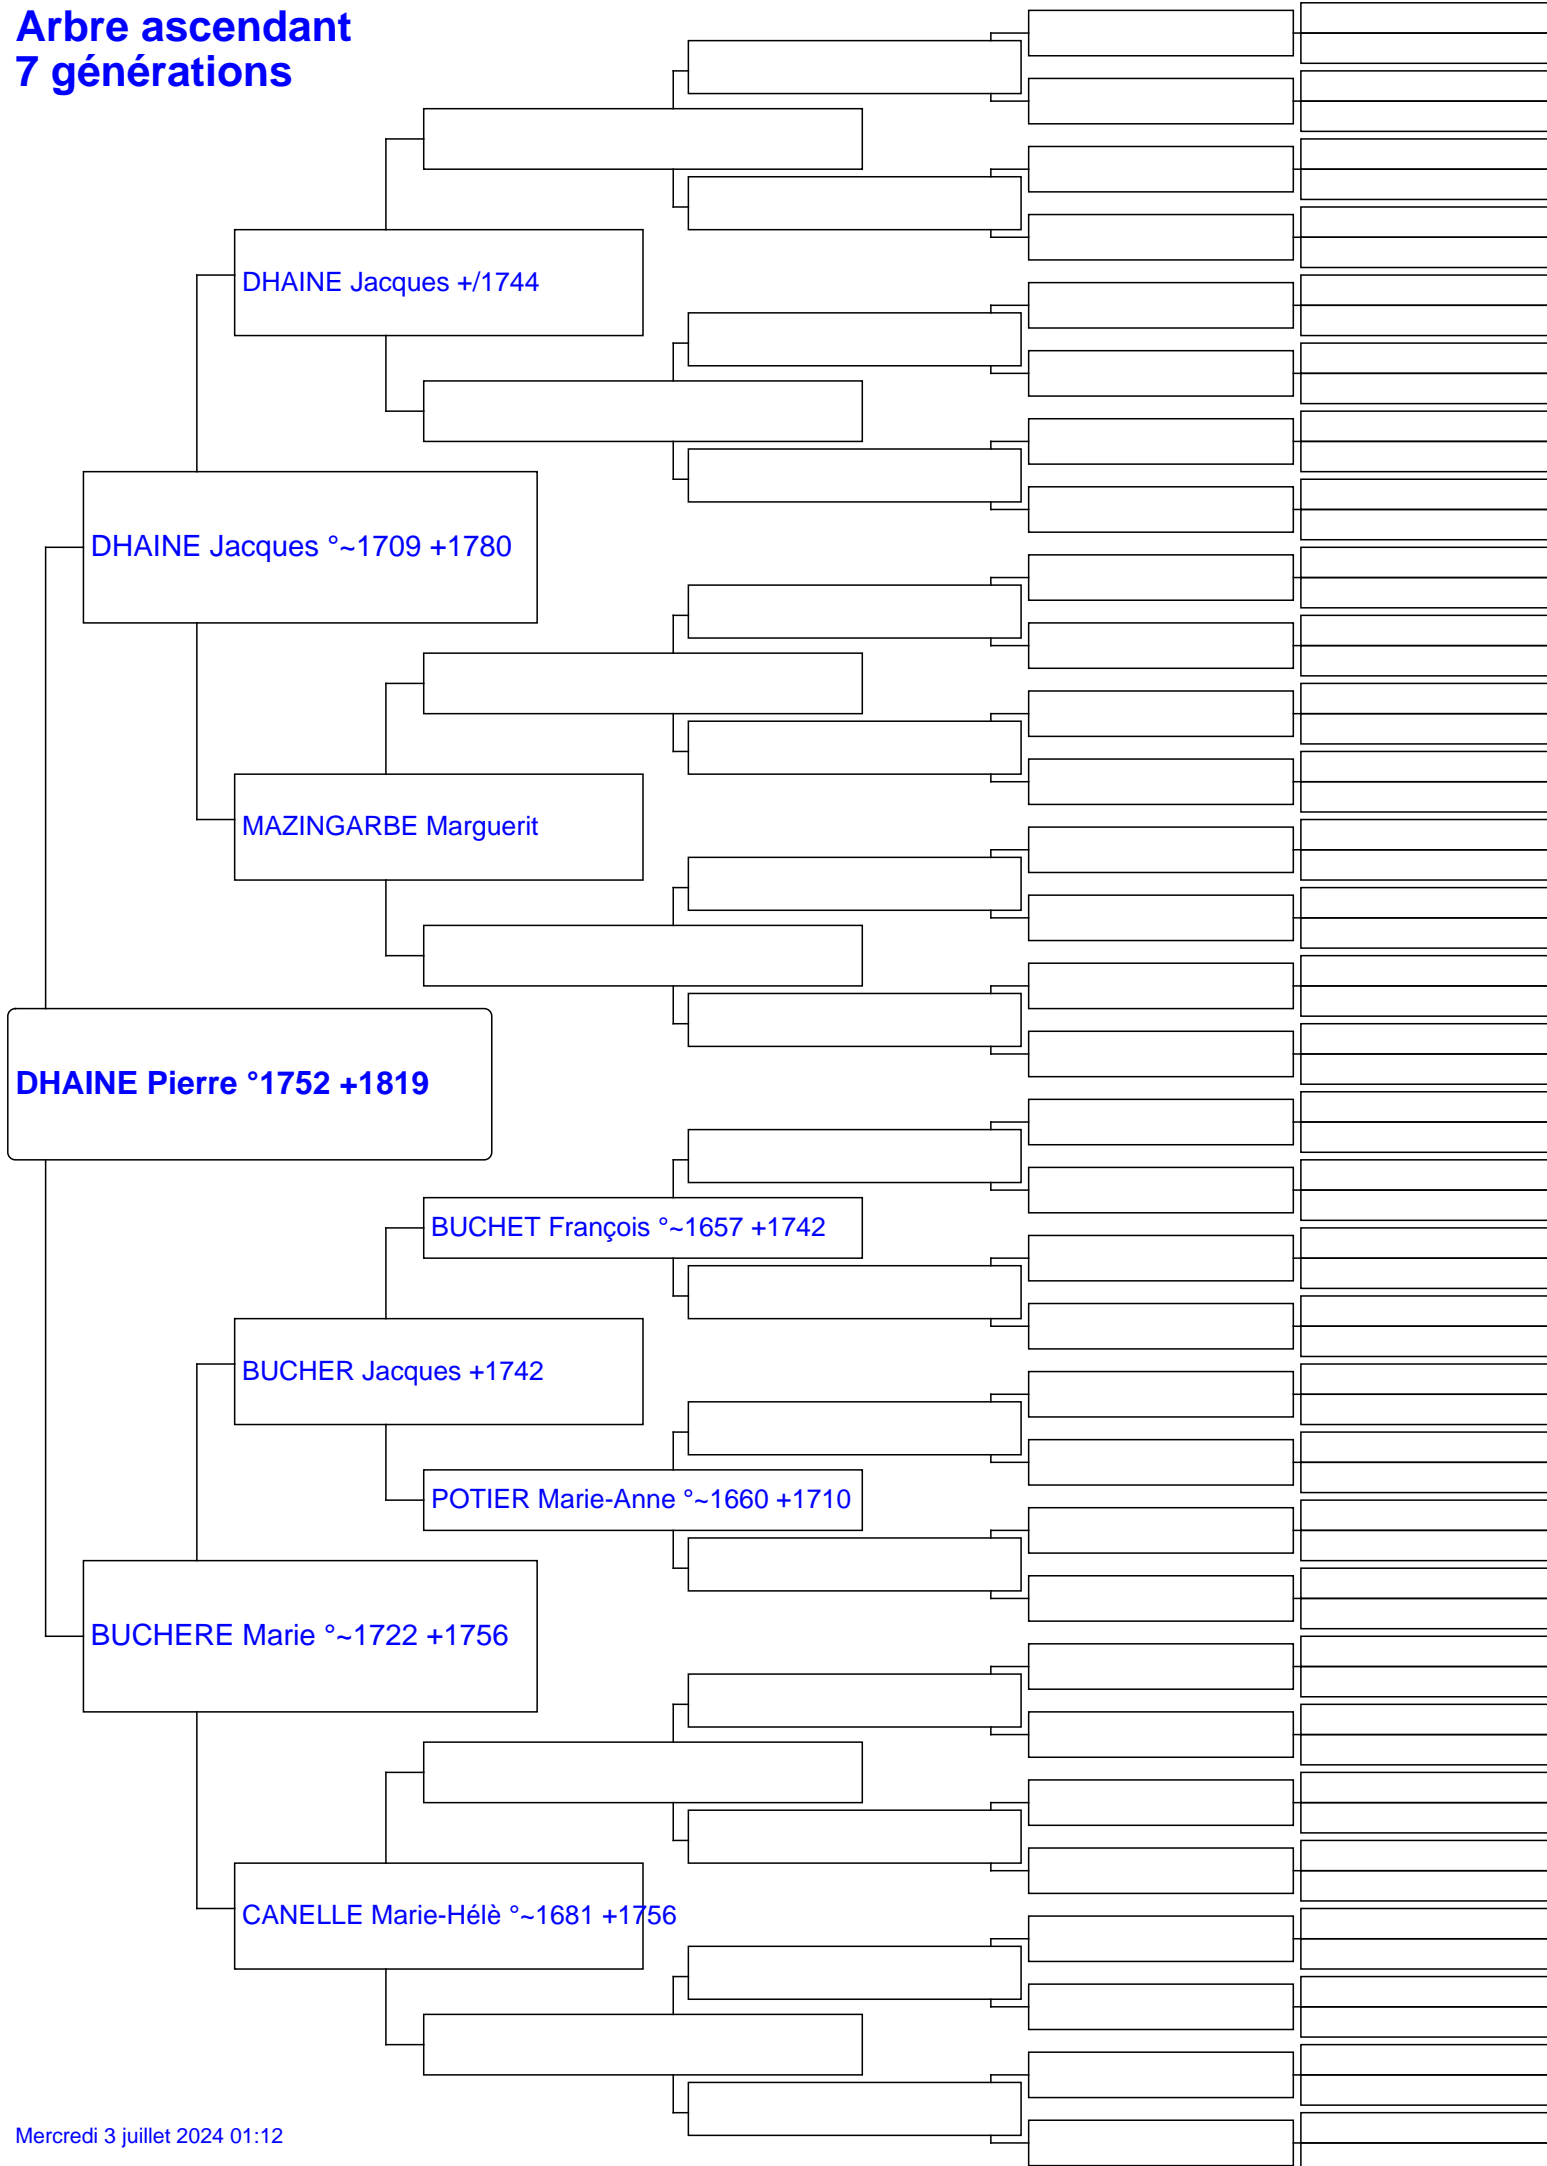 Arbre ascendant
7 générations
DHAINE Jacques +/1744
DHAINE Jacques °~1709 +1780
MAZINGARBE Marguerit
DHAINE Pierre °1752 +1819
BUCHET François °~1657 +1742
BUCHER Jacques +1742
POTIER Marie-Anne °~1660 +1710
BUCHERE Marie °~1722 +1756
CANELLE Marie-Hélè °~1681 +1756
Mercredi 3 juillet 2024 01:12